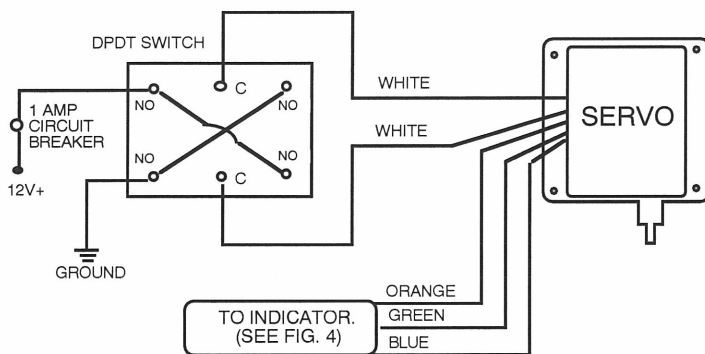 DPDT SWITCH
C
NO
NO
1 AMP
CIRCUIT
BREAKER
12V+
NO
NO
C
GROUND
WHITE
WHITE
SERVO
ORANGE
GREEN
BLUE
TO INDICATOR.
(SEE FIG. 4)